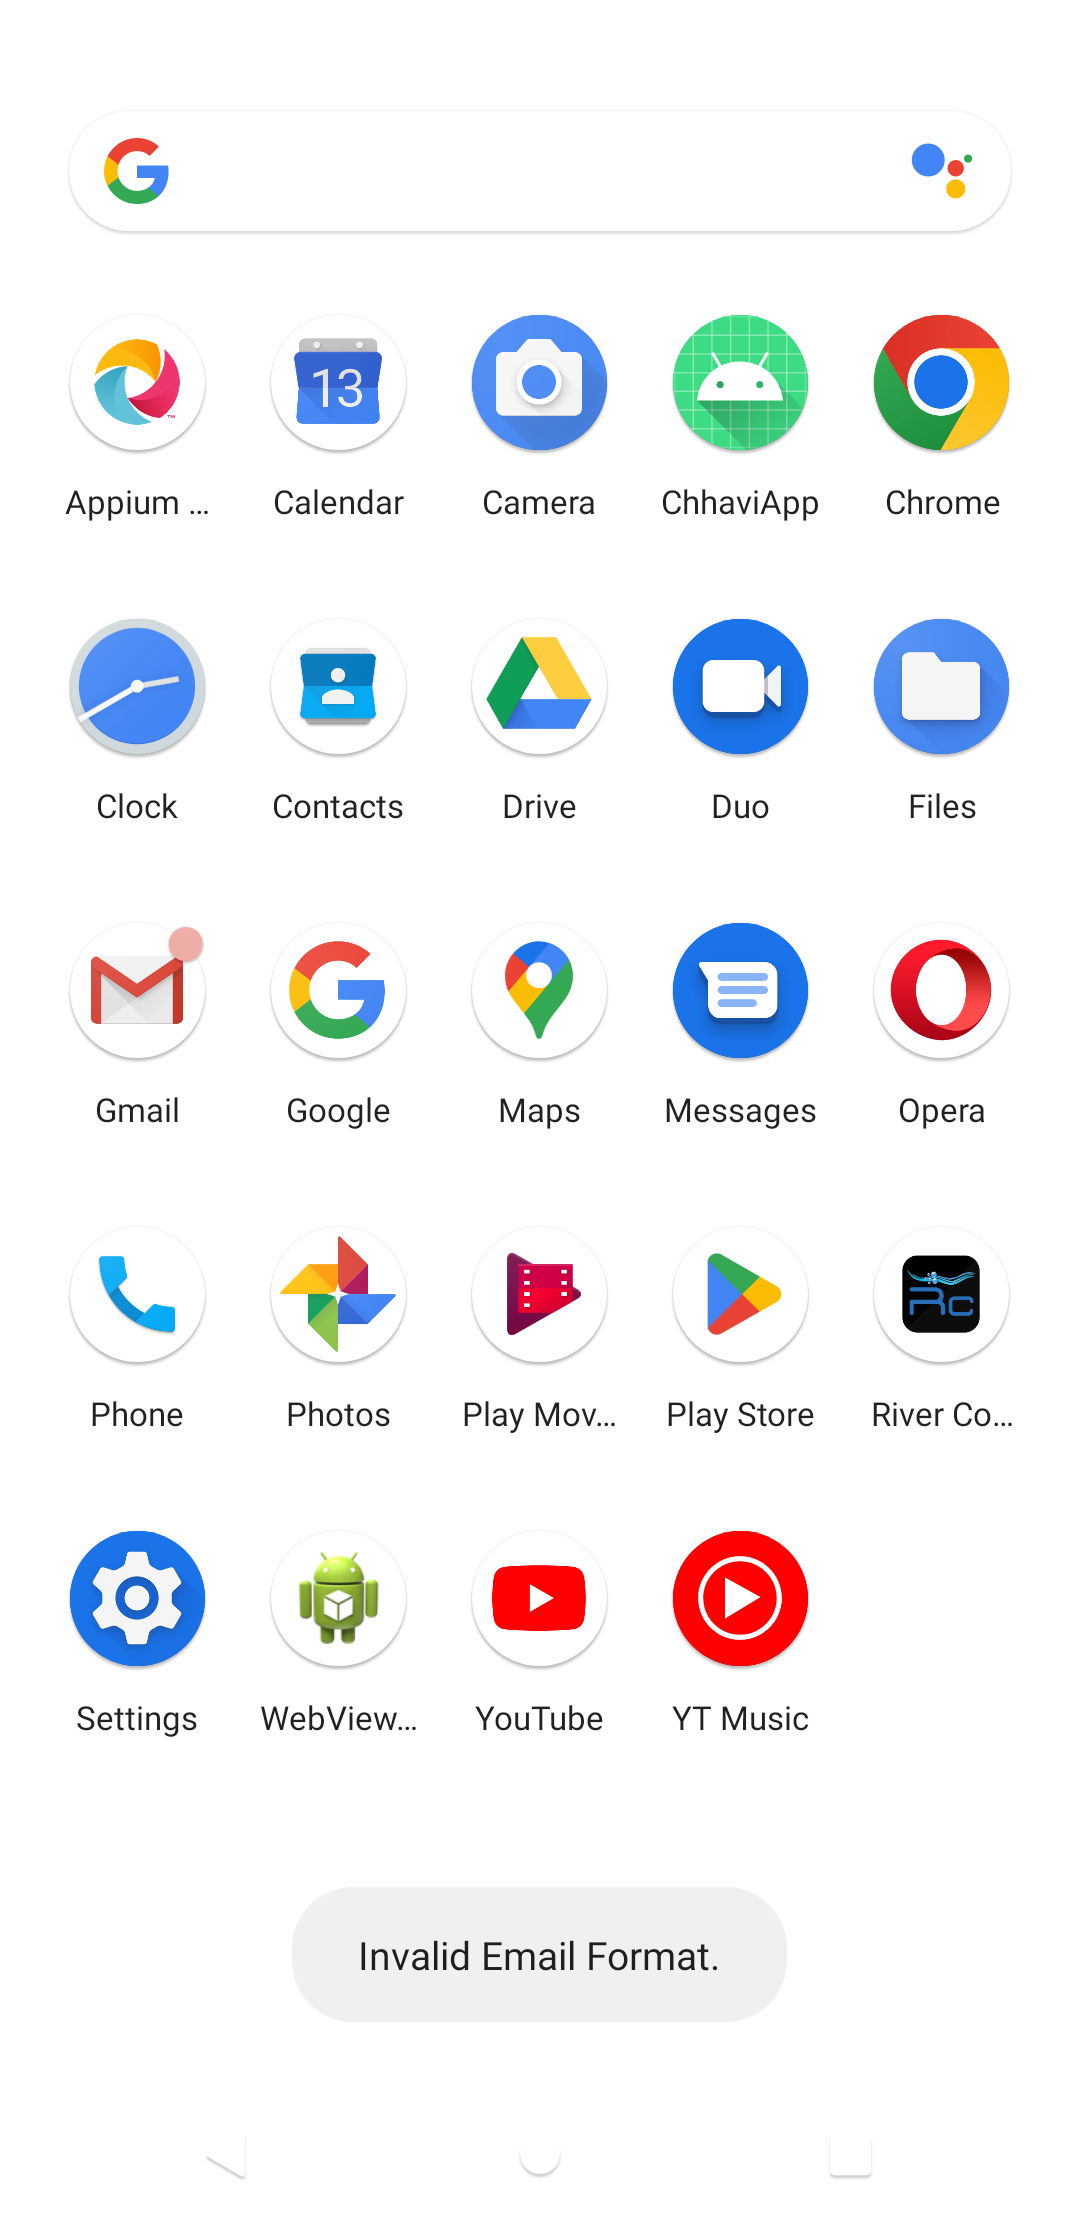 13
Appium ...
Calendar
Camera
ChhaviApp
Chrome
Clock
Contacts
Drive
Duo
Files
Gmail
Google
Maps
Messages
Opera
Phone
Photos
Play Mov...
Play Store
Rc
River Co...
Settings
WebView...
YouTube
YT Music
Invalid Email Format.